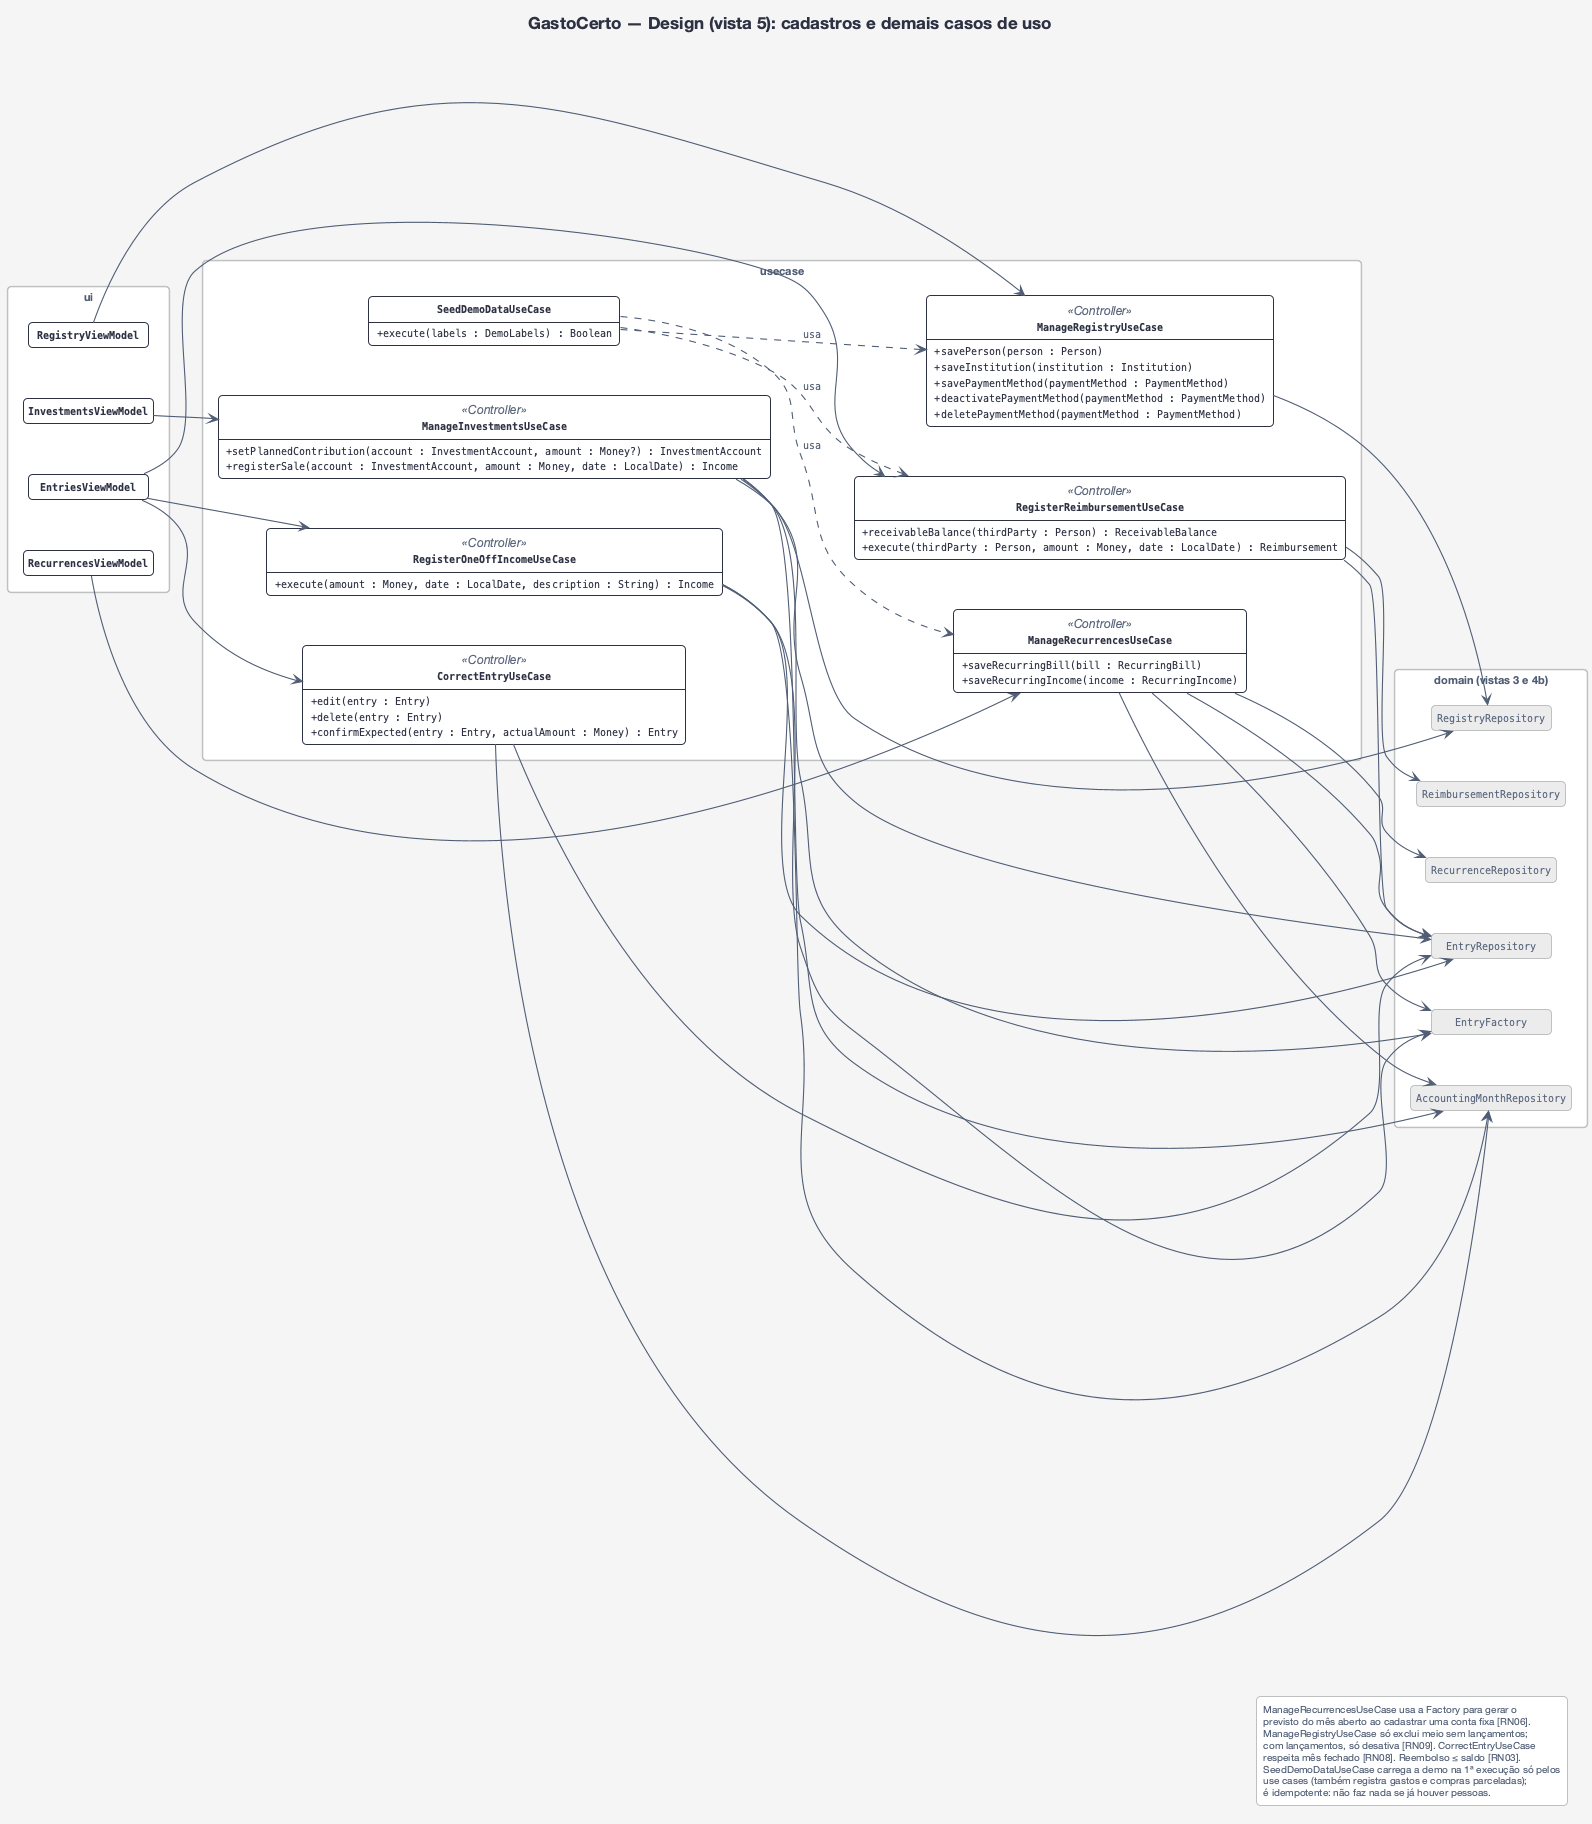 GastoCerto — Design (vista 5): cadastros e demais casos de uso
ui
RegistryViewModel
InvestmentsViewModel
EntriesViewModel
RecurrencesViewModel
usecase
SeedDemoDataUseCase
+execute(labels : DemoLabels) : Boolean
usa
usa
usa
«Controller»
ManageRegistryUseCase
+savePerson(person : Person)
+saveInstitution(institution : Institution)
+savePaymentMethod(paymentMethod : PaymentMethod)
+deactivatePaymentMethod(paymentMethod : PaymentMethod)
+deletePaymentMethod(paymentMethod : PaymentMethod)
«Controller»
ManageInvestmentsUseCase
+setPlannedContribution(account : InvestmentAccount, amount : Money?) : InvestmentAccount
+registerSale(account : InvestmentAccount, amount : Money, date : LocalDate) : Income
«Controller»
RegisterReimbursementUseCase
+receivableBalance(thirdParty : Person) : ReceivableBalance
+execute(thirdParty : Person, amount : Money, date : LocalDate) : Reimbursement
«Controller»
RegisterOneOffIncomeUseCase
+execute(amount : Money, date : LocalDate, description : String) : Income
«Controller»
ManageRecurrencesUseCase
+saveRecurringBill(bill : RecurringBill)
+saveRecurringIncome(income : RecurringIncome)
«Controller»
CorrectEntryUseCase
+edit(entry : Entry)
+delete(entry : Entry)
+confirmExpected(entry : Entry, actualAmount : Money) : Entry
domain (vistas 3 e 4b)
RegistryRepository
ReimbursementRepository
RecurrenceRepository
EntryRepository
EntryFactory
AccountingMonthRepository
ManageRecurrencesUseCase usa a Factory para gerar o
previsto do mês aberto ao cadastrar uma conta fixa [RN06].
ManageRegistryUseCase só exclui meio sem lançamentos;
com lançamentos, só desativa [RN09]. CorrectEntryUseCase
respeita mês fechado [RN08]. Reembolso ≤ saldo [RN03].
SeedDemoDataUseCase carrega a demo na 1ª execução só pelos
use cases (também registra gastos e compras parceladas);
é idempotente: não faz nada se já houver pessoas.